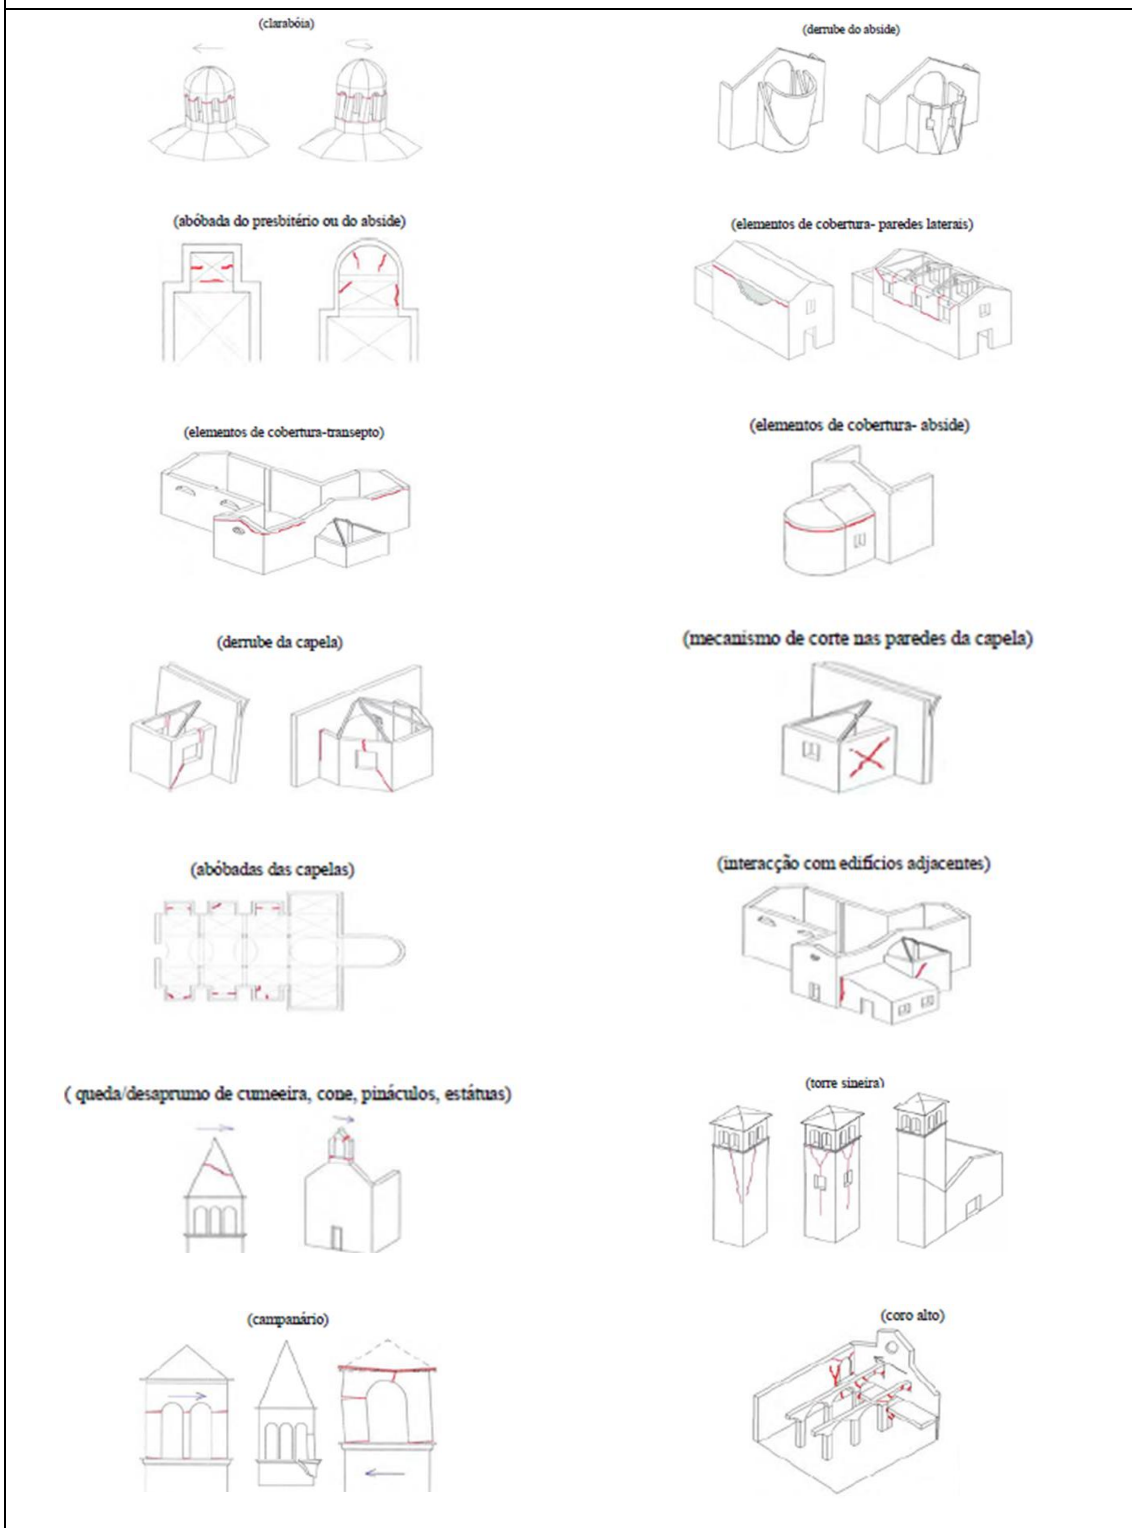 (clarabóia)
(derrube do abside)
(abóbada do presbitério ou do abside)
(elementos de cobertura- paredes laterais)
(elementos de cobertura-transepto)
(elementos de cobertura- abside)
(derrube da capela)
(mecanismo de corte nas paredes da capela)
(abóbadas das capelas)
(interacção com edifícios adjacentes)
( queda/desaprumo de cumeeira, cone, pináculos, estátuas)
(torre sineira)
(campanário)
(coro alto)